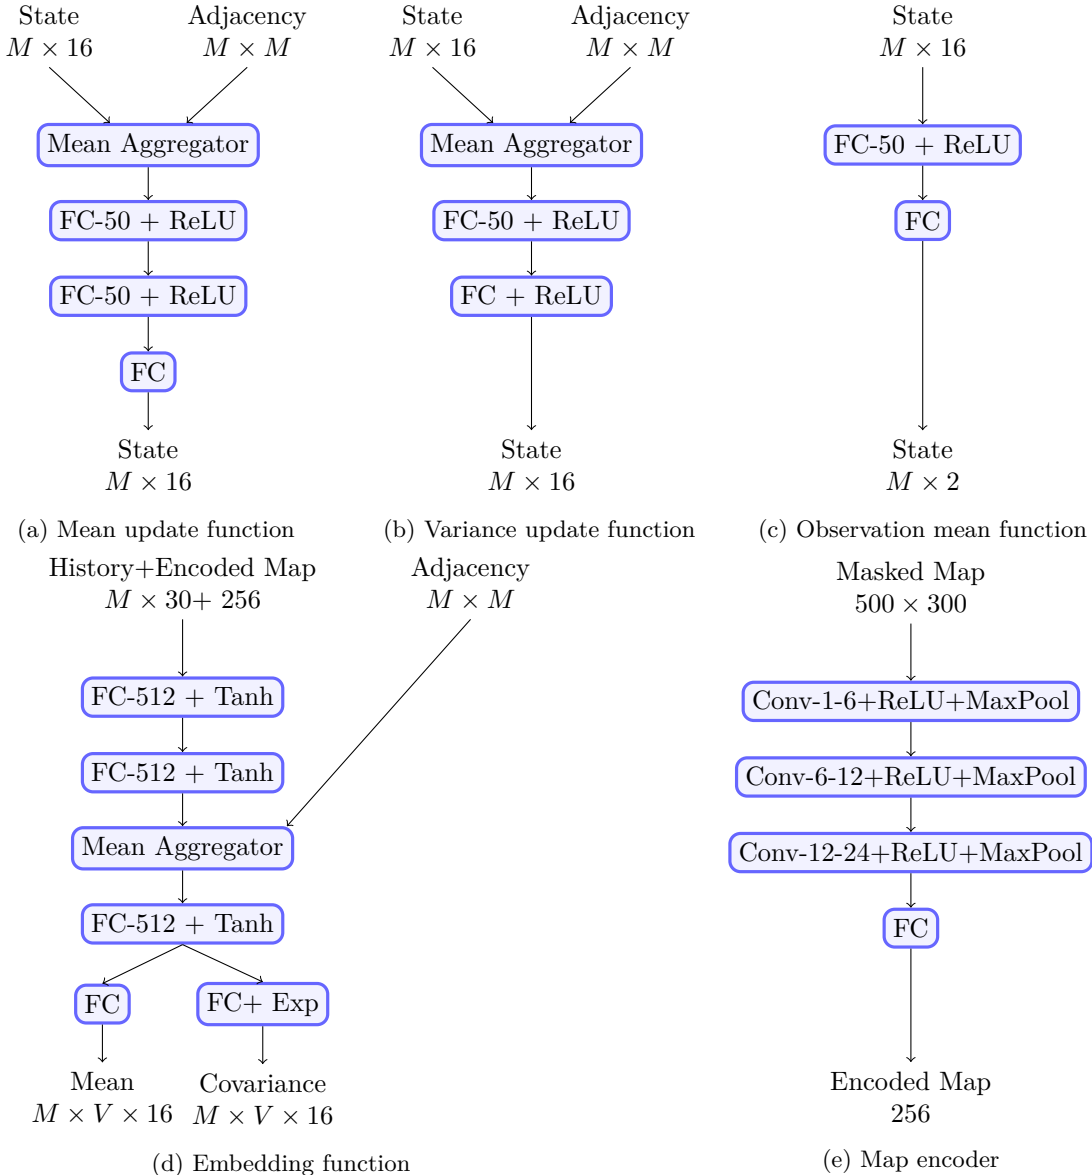 State
M × 16
Adjacency
M × M
Mean Aggregator
FC-50 + ReLU
FC-50 + ReLU
FC
State
M × 16
(a) Mean update function
State
M × 16
Adjacency
M × M
Mean Aggregator
FC-50 + ReLU
FC + ReLU
State
M × 16
(b) Variance update function
State
M × 16
FC-50 + ReLU
FC
State
M × 2
(c) Observation mean function
History+Encoded Map
M × 30+ 256
Adjacency
M × M
FC-512 + Tanh
FC-512 + Tanh
Mean Aggregator
FC-512 + Tanh
FC
FC+ Exp
Mean
M × V × 16
Covariance
M × V × 16
(d) Embedding function
Masked Map
500 × 300
Conv-1-6+ReLU+MaxPool
Conv-6-12+ReLU+MaxPool
Conv-12-24+ReLU+MaxPool
FC
Encoded Map
256
(e) Map encoder